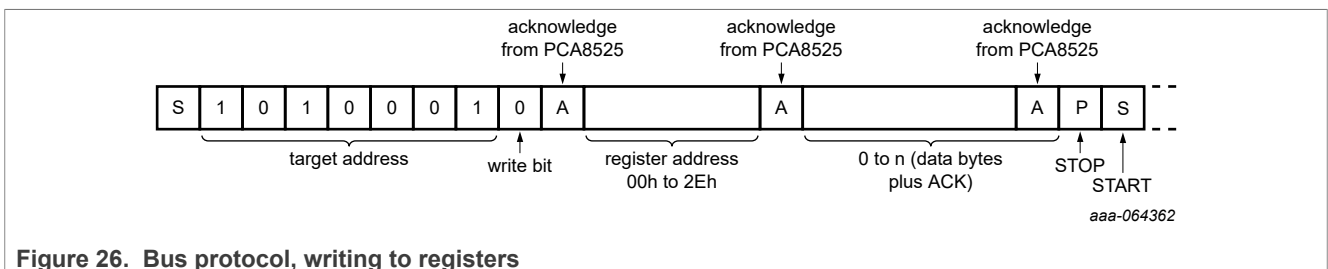 acknowledge acknowledge acknowledge
from PCA8525 from PCA8525 from PCA8525
S 1 0 1 0 0 0 1 0 A A A P S
target address write bit register address 0 to n (data bytes STOP
00h to 2Eh plus ACK) START
aaa-064362
Figure 26. Bus protocol, writing to registers